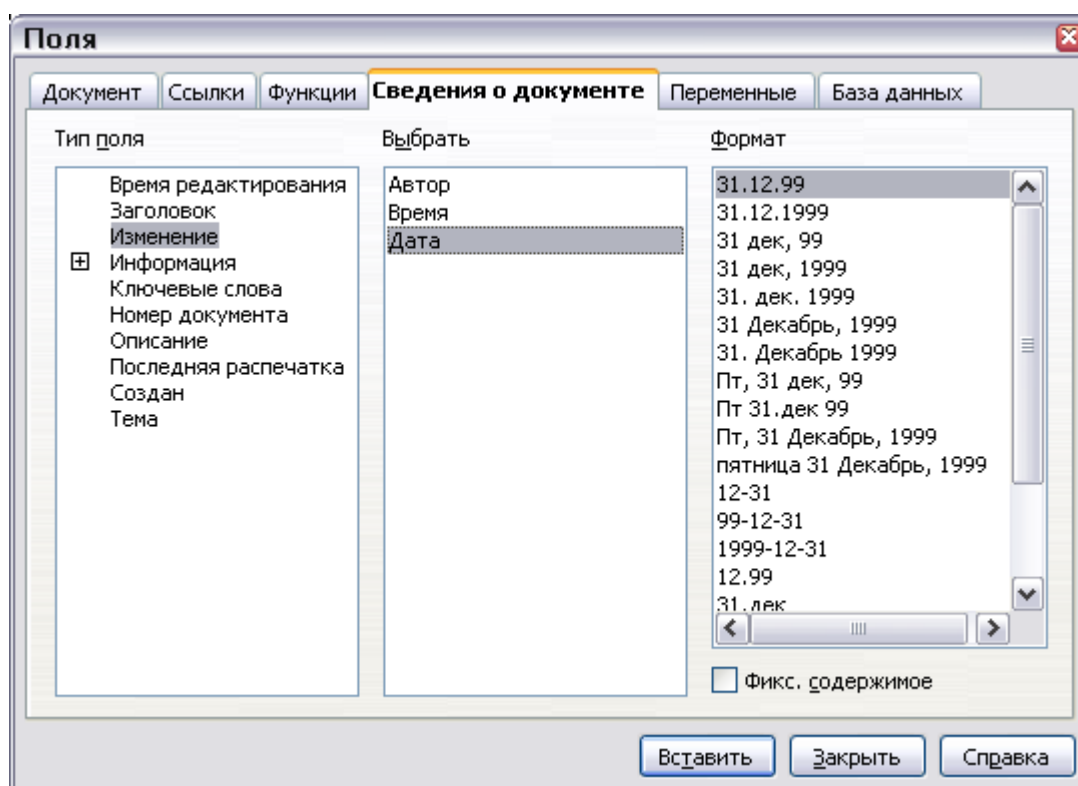 Поля
Документ Ссылки Функции Сведения о документе Переменные База данных
Тип поля
Время редактирования
Заголовок
Изменение
Информация
Ключевые слова
Номер документа
Описание
Последняя распечатка
Создан
Тема
Выбрать
Автор
Время
Дата
Формат
31.12.99
31.12.1999
31 дек, 99
31 дек, 1999
31. дек. 1999
31 Декабрь, 1999
31. Декабрь 1999
Пт, 31 дек, 99
Пт 31.дек 99
Пт, 31 Декабрь, 1999
пятница 31 Декабрь, 1999
12-31
99-12-31
1999-12-31
12.99
31.дек
Фикс. содержимое
Вставить Закрыть Справка